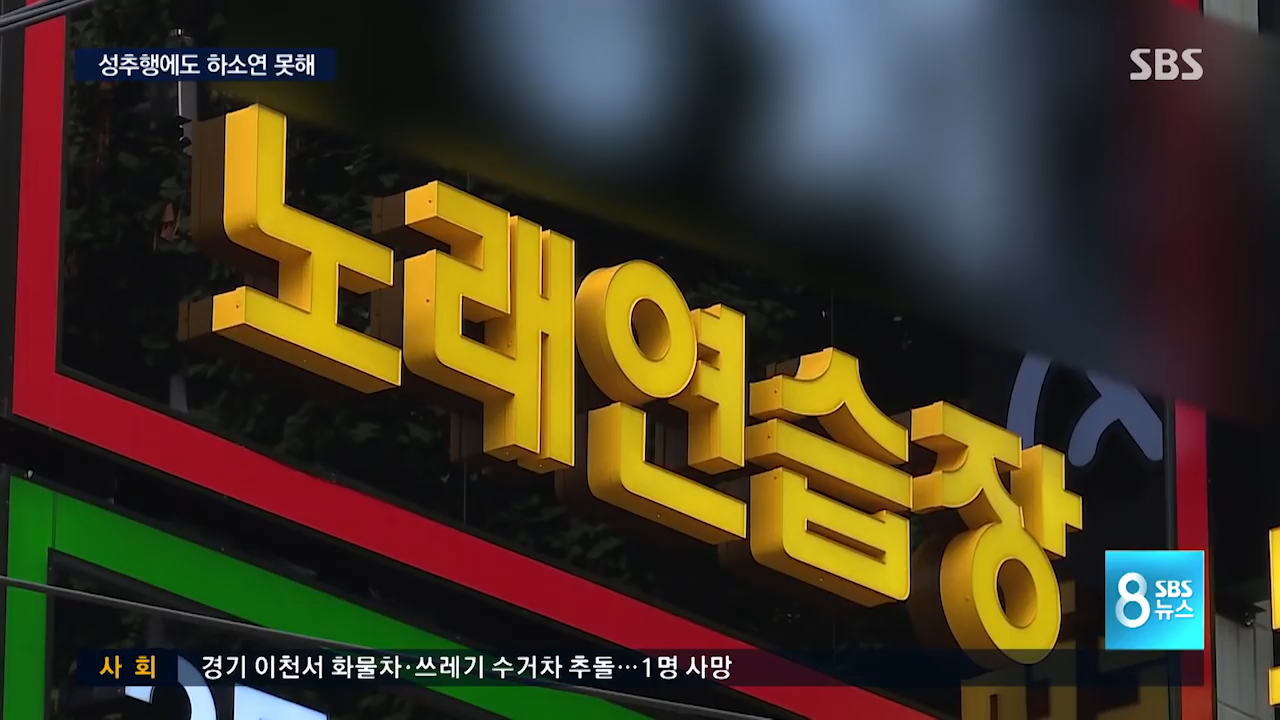 성추행에도 하소연 못해
SBS
노래연습장
8 SBS
뉴스
사회 경기 이천서 화물차·쓰레기 수거차 추돌…1명 사망